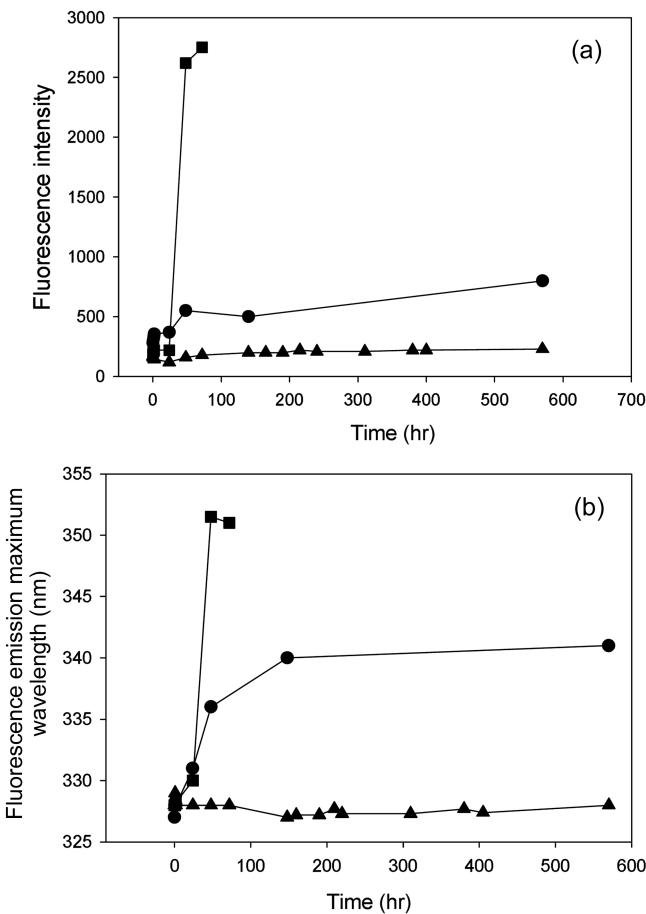 (a)
Fluorescence intensity
3000
2500
2000
1500
1000
500
0
0 100 200 300 400 500 600 700
Time (hr)
(b)
Fluorescence emission maximum
wavelength (nm)
355
350
345
340
335
330
325
0 100 200 300 400 500 600
Time (hr)